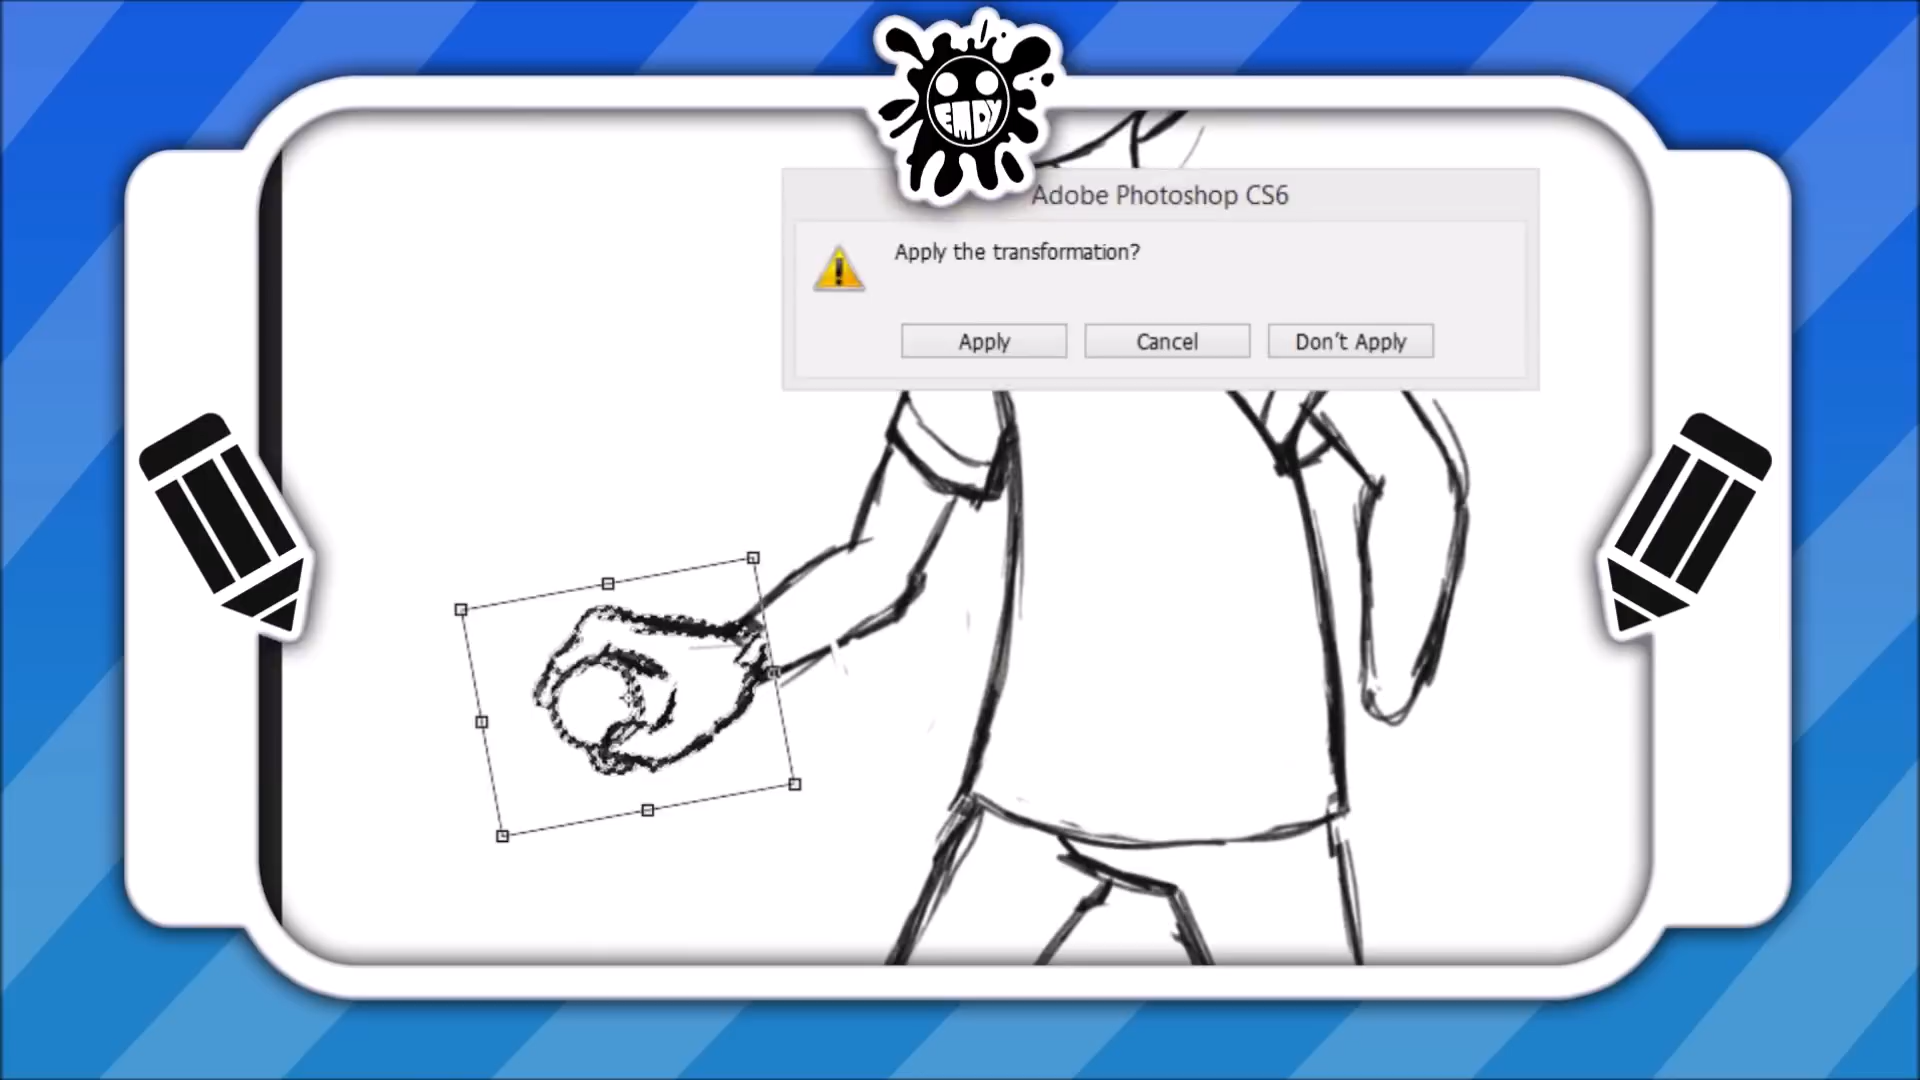 EMDY
Adobe Photoshop CS6
Apply the transformation?
Apply
Cancel
Don't Apply